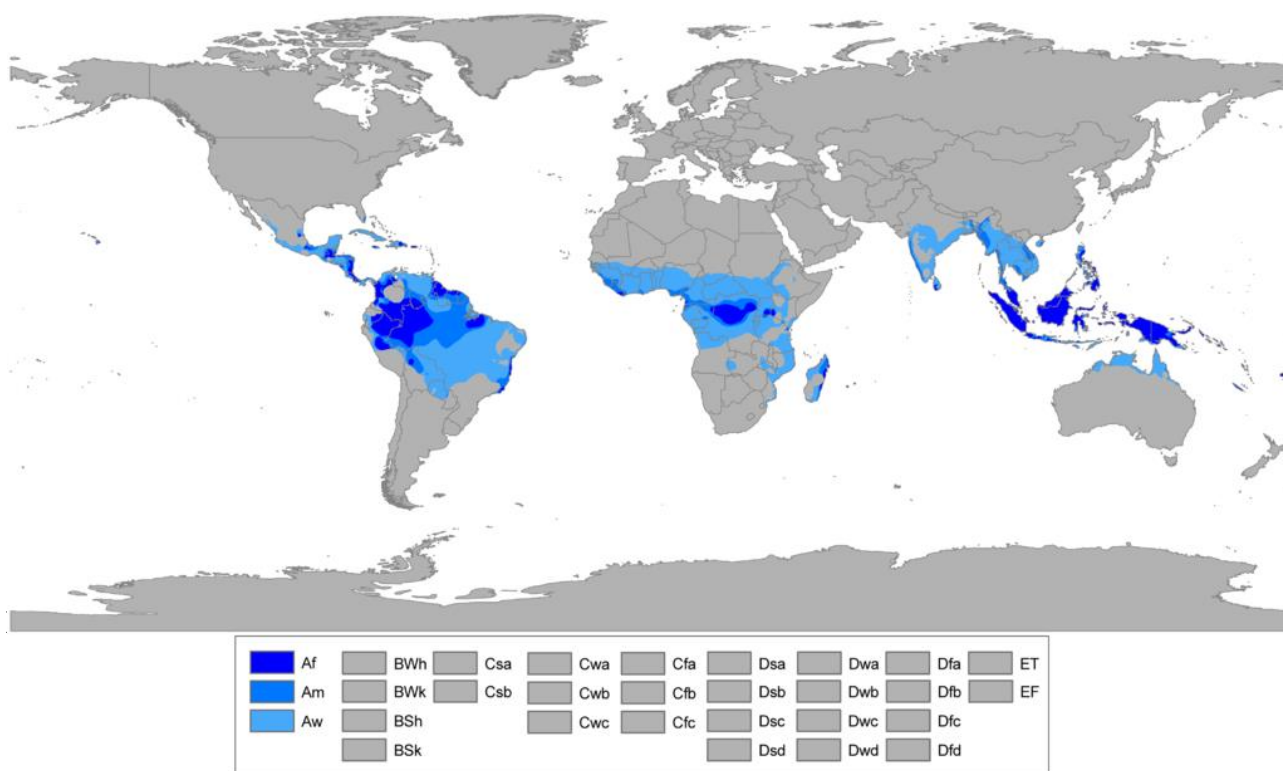 Af BWh Csa Cwa Cfa Dsa Dwa Dfa ET
Am BWk Csb Cwb Cfb Dsb Dwb Dfb EF
Aw BSh Cwc Cfc Dsc Dwc Dfc
BSk Dsd Dwd Dfd